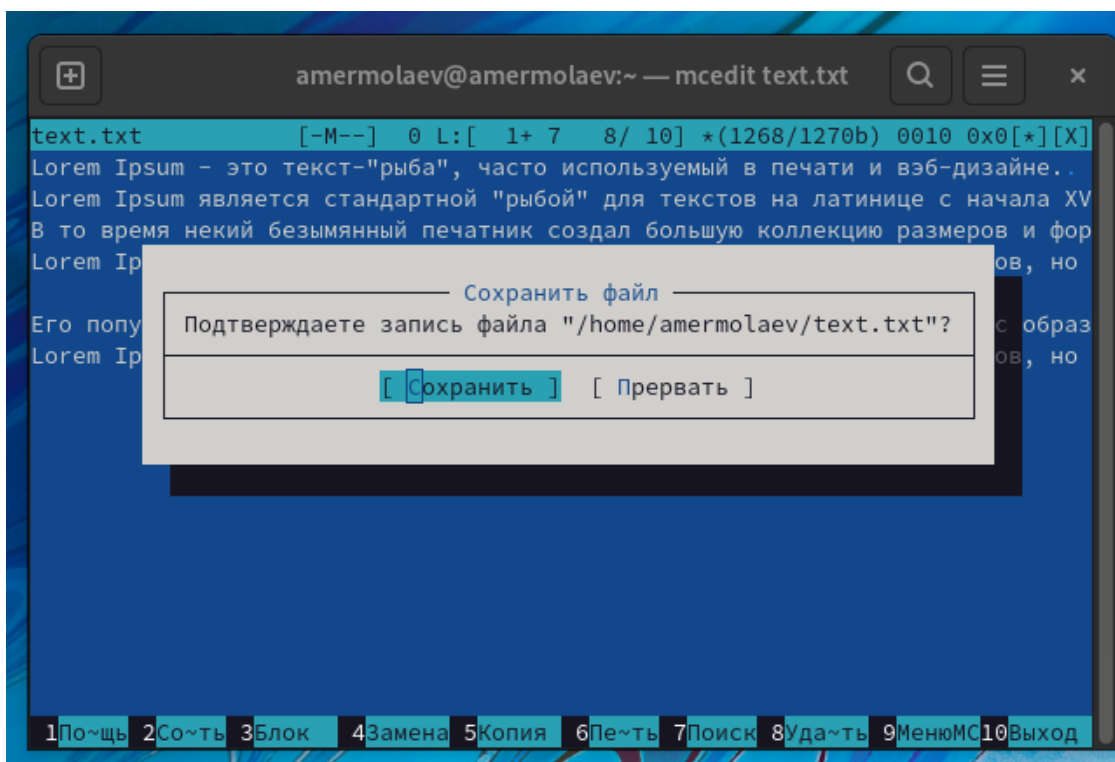 amermolaev@amermolaev:~ — mcedit text.txt
text.txt [-M--] 0 L:[ 1+ 7 8/ 10] *(1268/1270b) 0010 0x0[*][X]
Lorem Ipsum - это текст-"рыба", часто используемый в печати и вэб-дизайне..
Lorem Ipsum является стандартной "рыбой" для текстов на латинице с начала XV
В то время некий безымянный печатник создал большую коллекцию размеров и фор
Lorem Ip ов, но
Сохранить файл
Его попу Подтверждаете запись файла "/home/amermolaev/text.txt"? с образ
Lorem Ip ов, но
[ Сохранить ] [ Прервать ]
1По~щь 2Со~ть 3Блок 4Замена 5Копия 6Пе~ть 7Поиск 8Уда~ть 9МенюMC10Выход